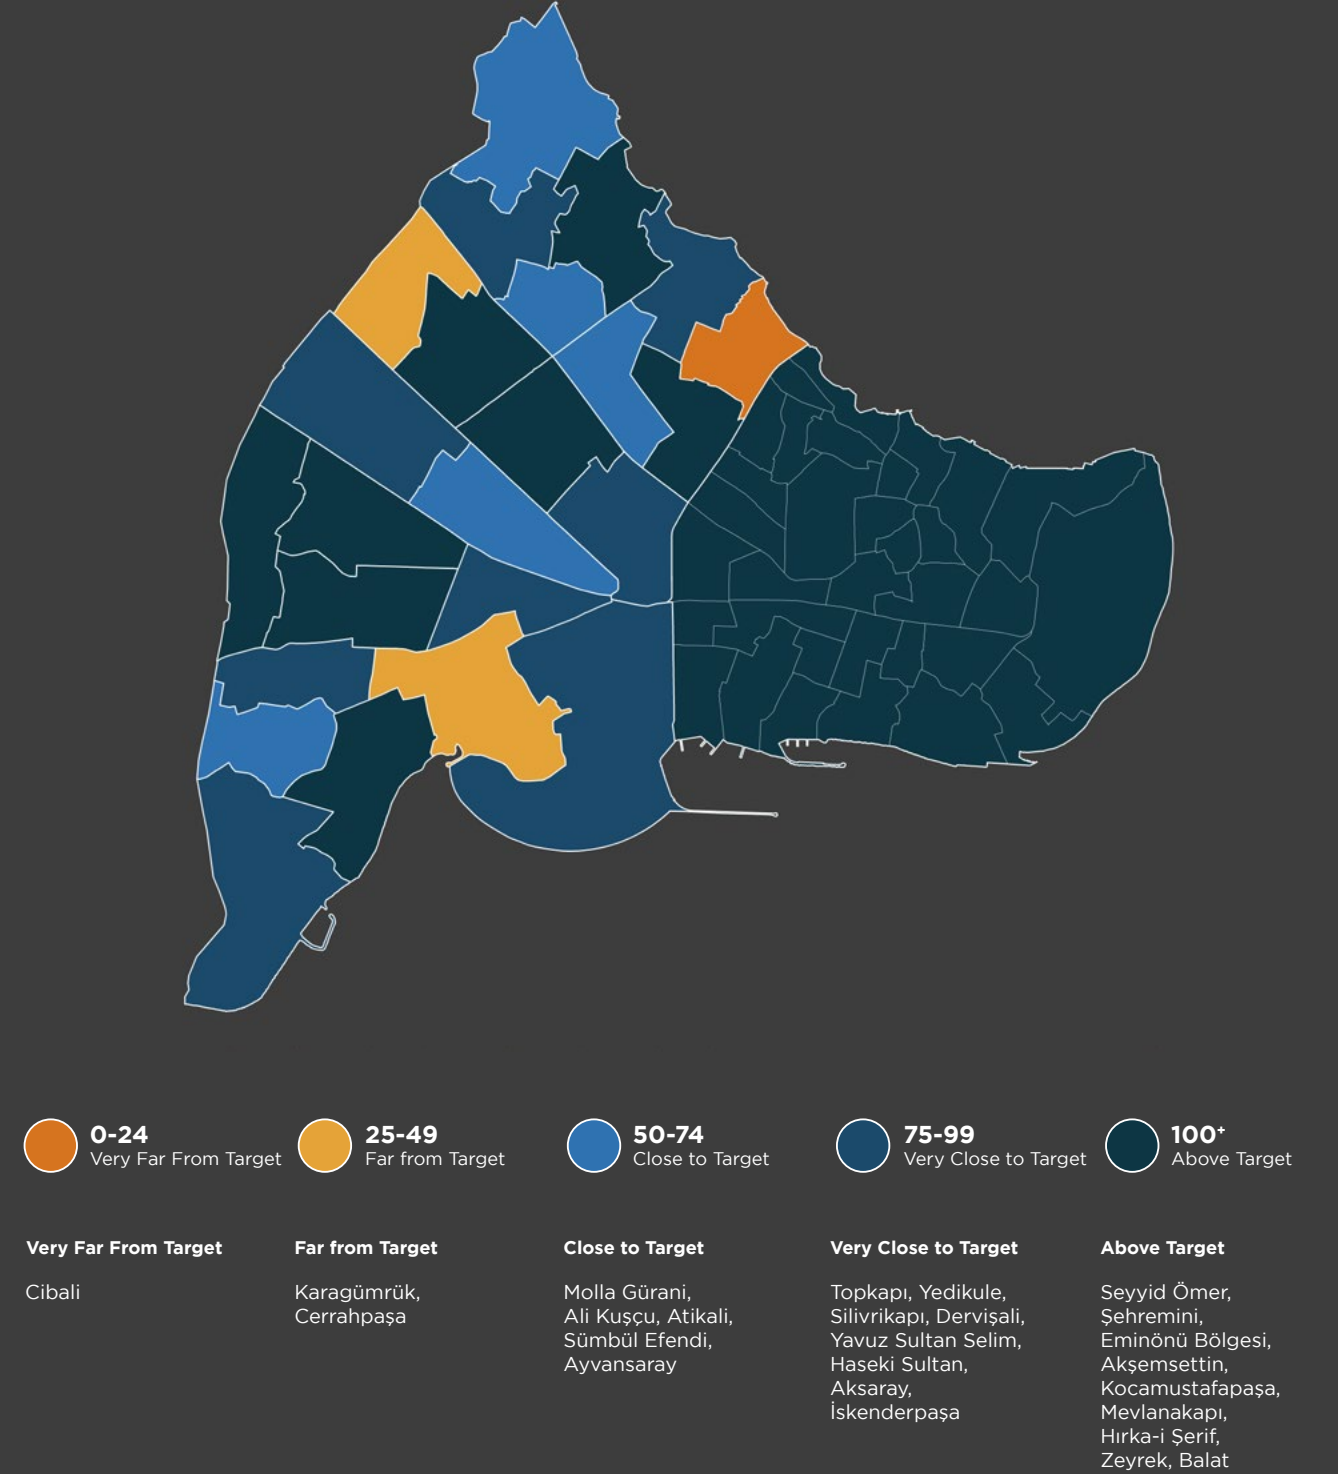 0-24
Very Far From Target
25-49
Far from Target
50-74
Close to Target
75-99
Very Close to Target
100+
Above Target
Very Far From Target
Cibali
Far from Target
Karagümrük,
Cerrahpaşa
Close to Target
Molla Gürani,
Ali Kuşçu, Atikali,
Sümbül Efendi,
Ayvansaray
Very Close to Target
Topkapı, Yedikule,
Silivrikapı, Dervişali,
Yavuz Sultan Selim,
Haseki Sultan,
Aksaray,
İskenderpaşa
Above Target
Seyyid Ömer,
Şehremini,
Eminönü Bölgesi,
Akşemsettin,
Kocamustafapaşa,
Mevlanakapı,
Hırka-i Şerif,
Zeyrek, Balat